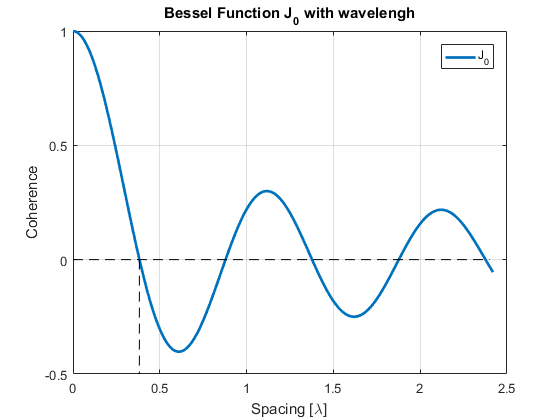 Bessel Function J₀ with wavelengh
J₀
1
0.5
0
-0.5
Coherence
0
0.5
1
1.5
2
2.5
Spacing [λ]